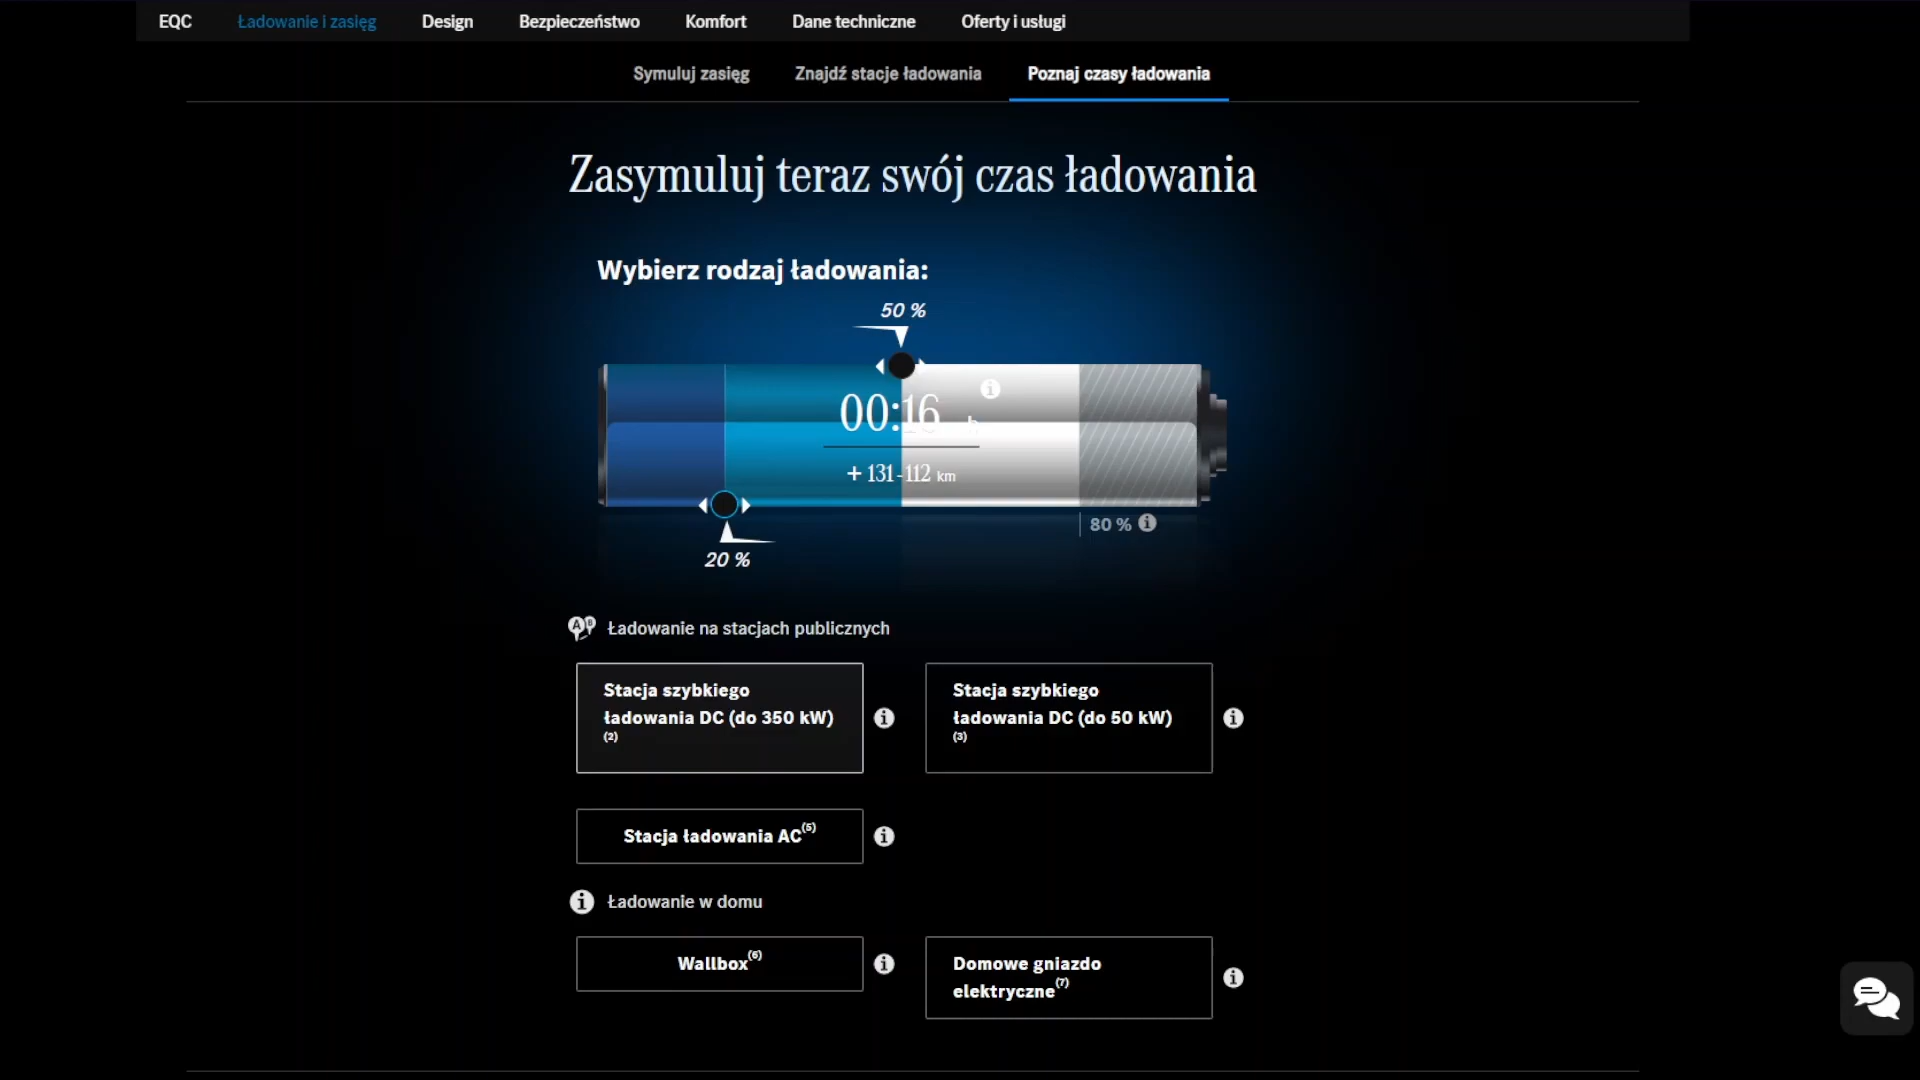 EQC Ładowanie i zasięg Design Bezpieczeństwo Komfort Dane techniczne Oferty i usługi
Symuluj zasięg Znajdź stacje ładowania Poznaj czasy ładowania
Zasymuluj teraz swój czas ładowania
Wybierz rodzaj ładowania:
50 %
00:16 h
+ 131-112 km
80 %
20 %
Ładowanie na stacjach publicznych
Stacja szybkiego
ładowania DC (do 350 kW)
(2)
Stacja szybkiego
ładowania DC (do 50 kW)
(3)
Stacja ładowania AC(5)
Ładowanie w domu
Wallbox(6)
Domowe gniazdo
elektryczne(7)